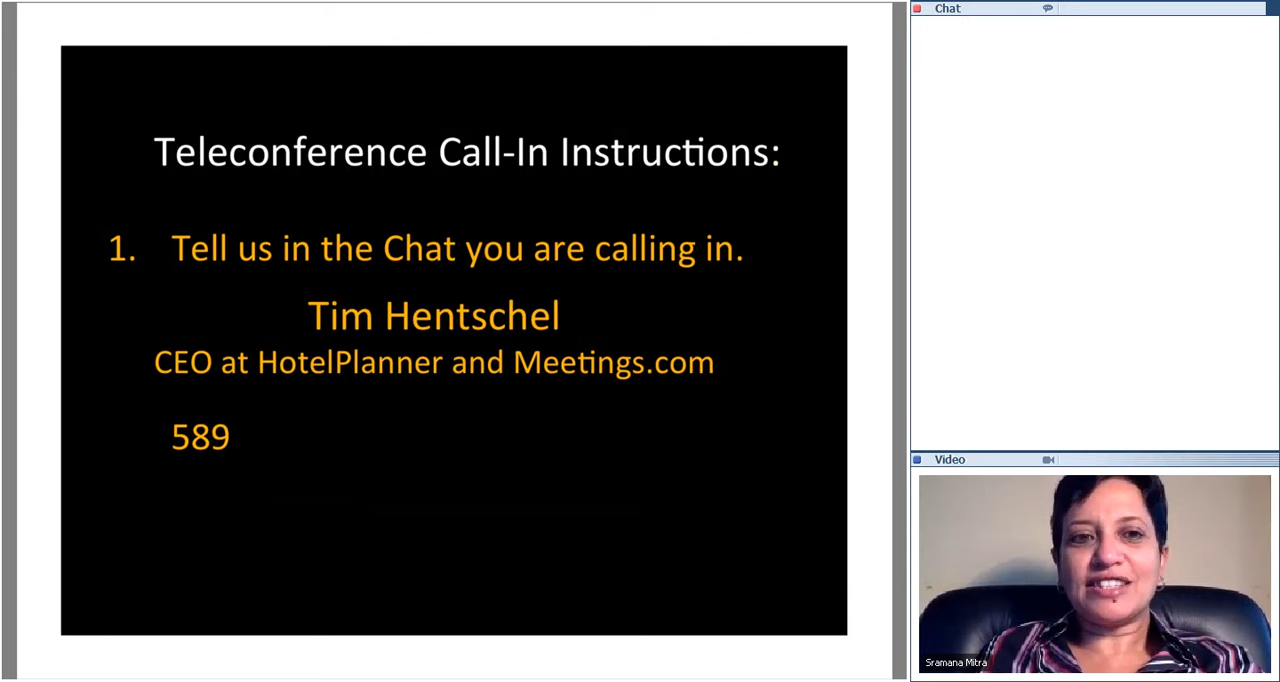 Teleconference Call-In Instructions:
1. Tell us in the Chat you are calling in.
Tim Hentschel
CEO at HotelPlanner and Meetings.com
589
Chat
Video
Sramana Mitra